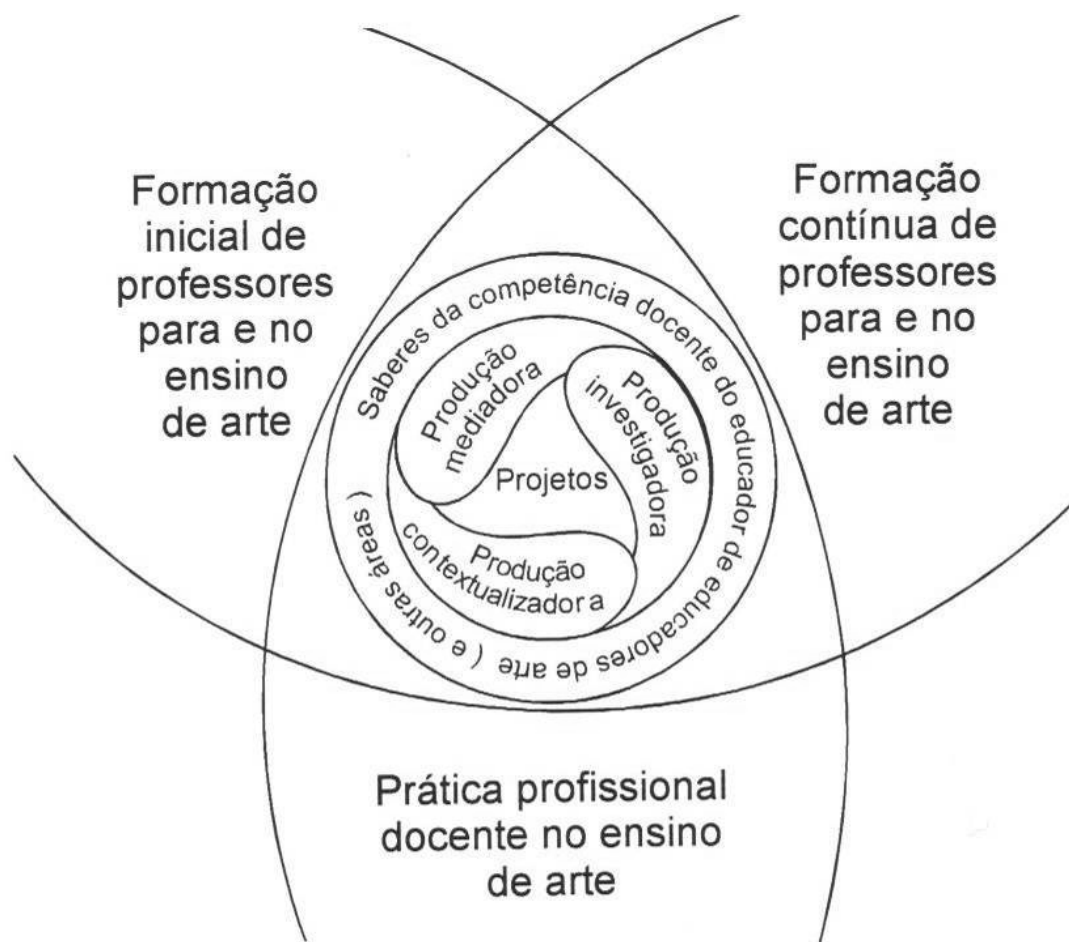 Formação
inicial de
professores
para e no
ensino
de arte
Formação
contínua de
professores
para e no
ensino
de arte
Saberes da competência docente do educador de educadores de arte ( e outras áreas )
Produção
mediadora
Produção
investigadora
Projetos
Produção
contextualizadora
Prática profissional
docente no ensino
de arte